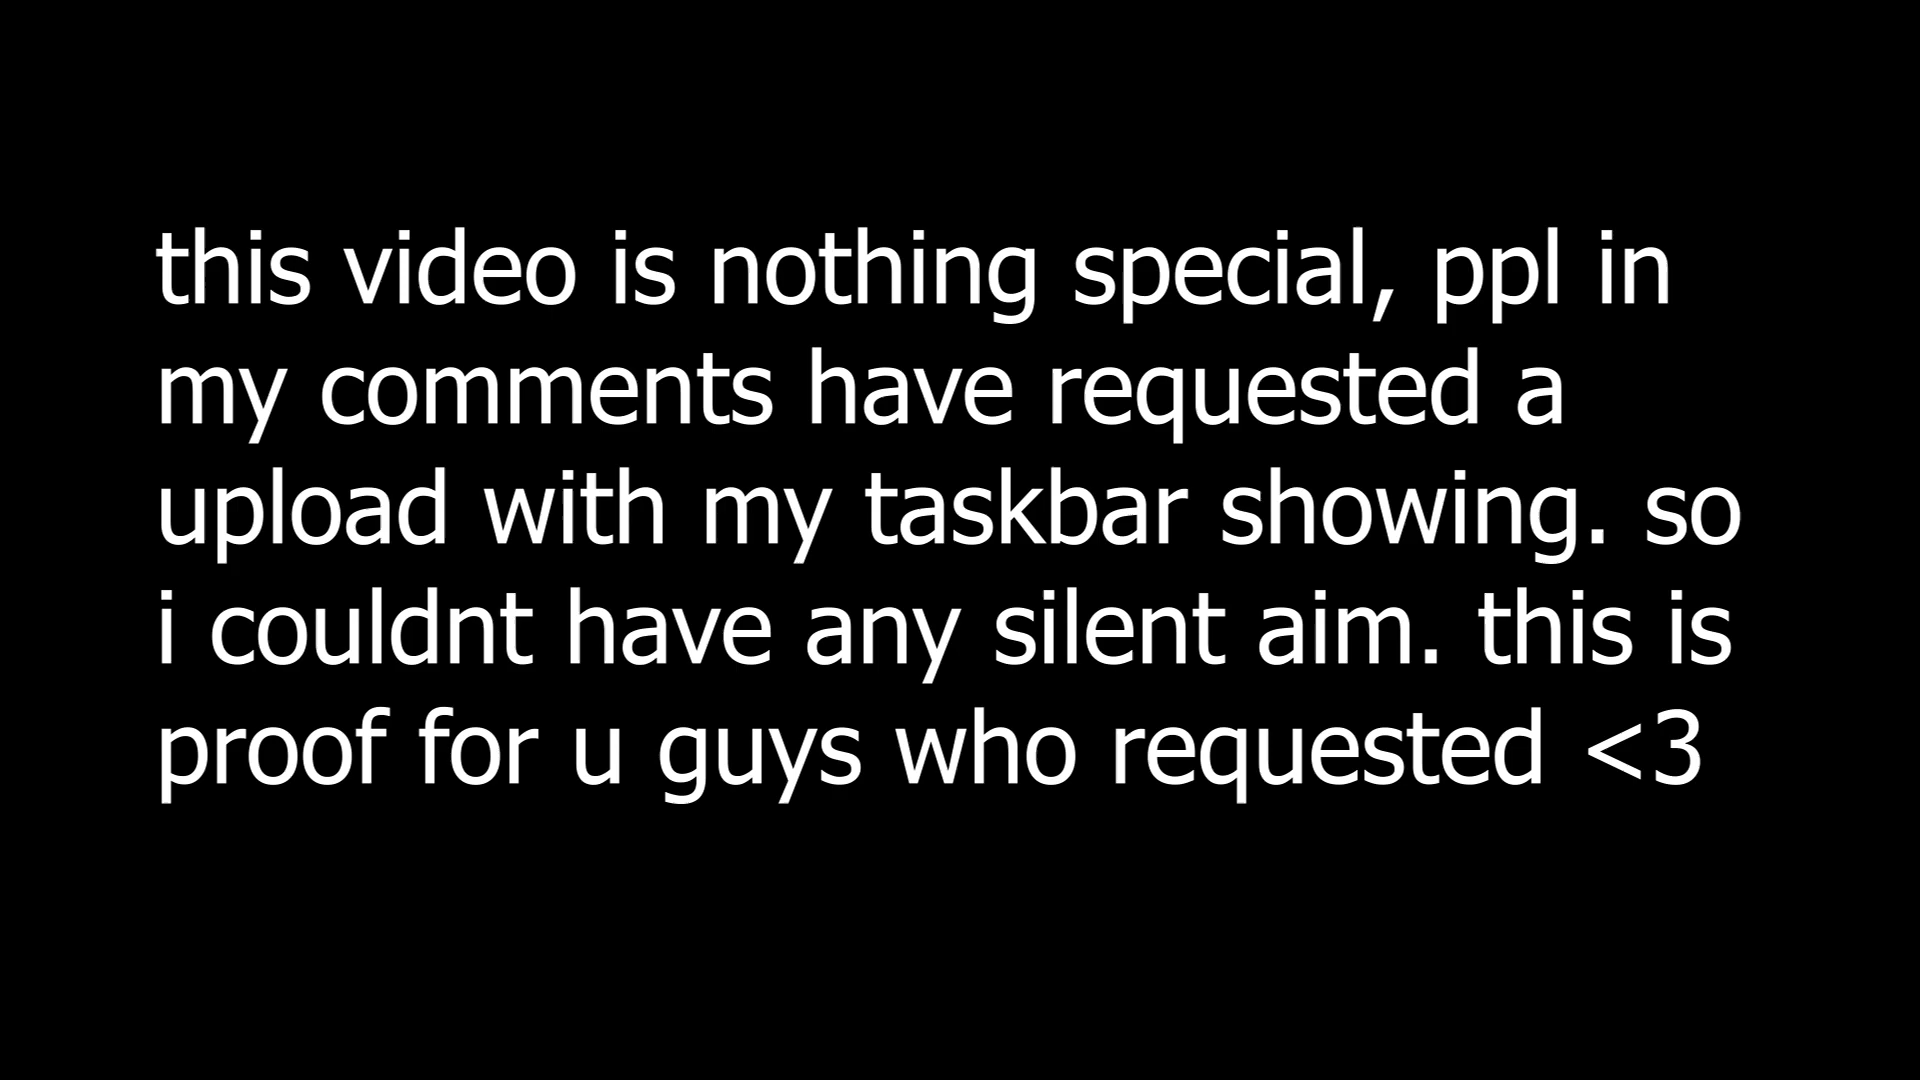 this video is nothing special, ppl in
my comments have requested a
upload with my taskbar showing. so
i couldnt have any silent aim. this is
proof for u guys who requested <3